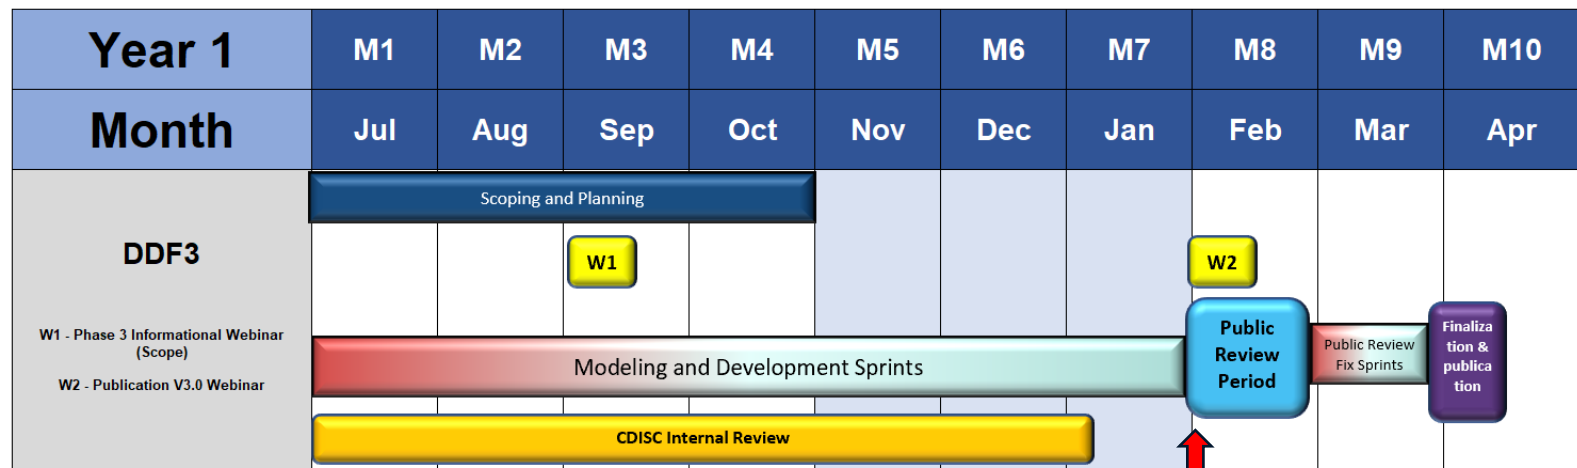 Year 1 M1 M2 M3 M4 M5 M6 M7 M8 M9 M10
Month Jul Aug Sep Oct Nov Dec Jan Feb Mar Apr
Scoping and Planning
DDF3
W1
W2
W1 - Phase 3 Informational Webinar
(Scope)
W2 - Publication V3.0 Webinar
Modeling and Development Sprints
Public
Review
Period
Public Review
Fix Sprints
Finaliza
tion &
publica
tion
CDISC Internal Review